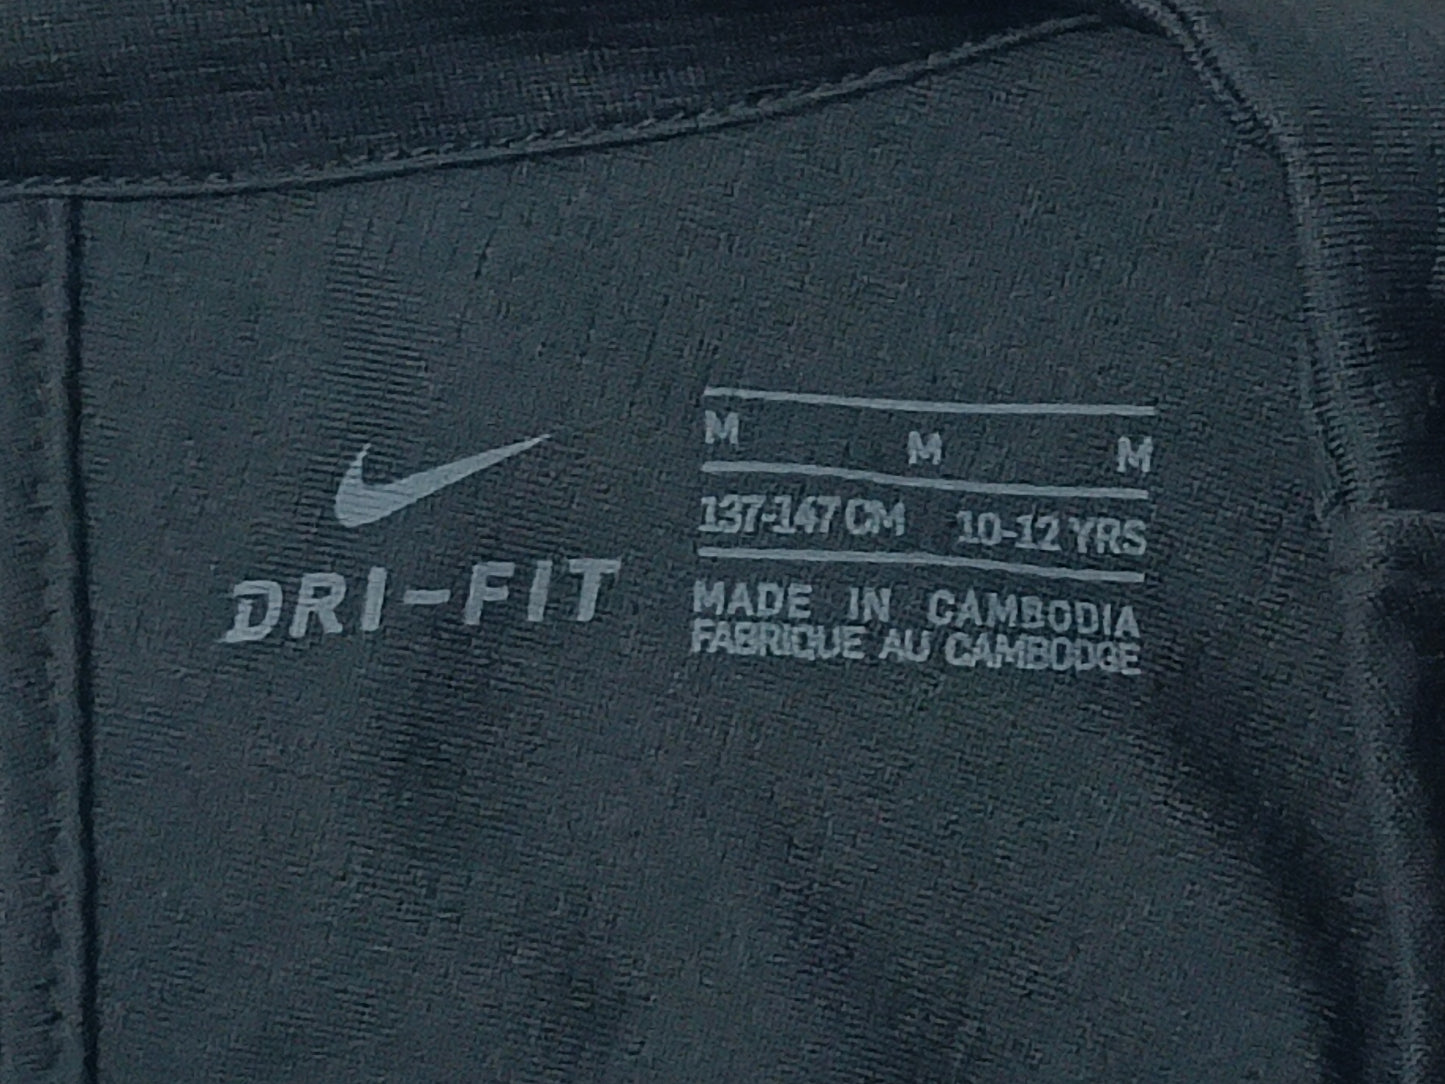 DRI-FIT
M M M
137-147 CM 10-12 YRS
MADE IN CAMBODIA
FABRIQUE AU CAMBODGE